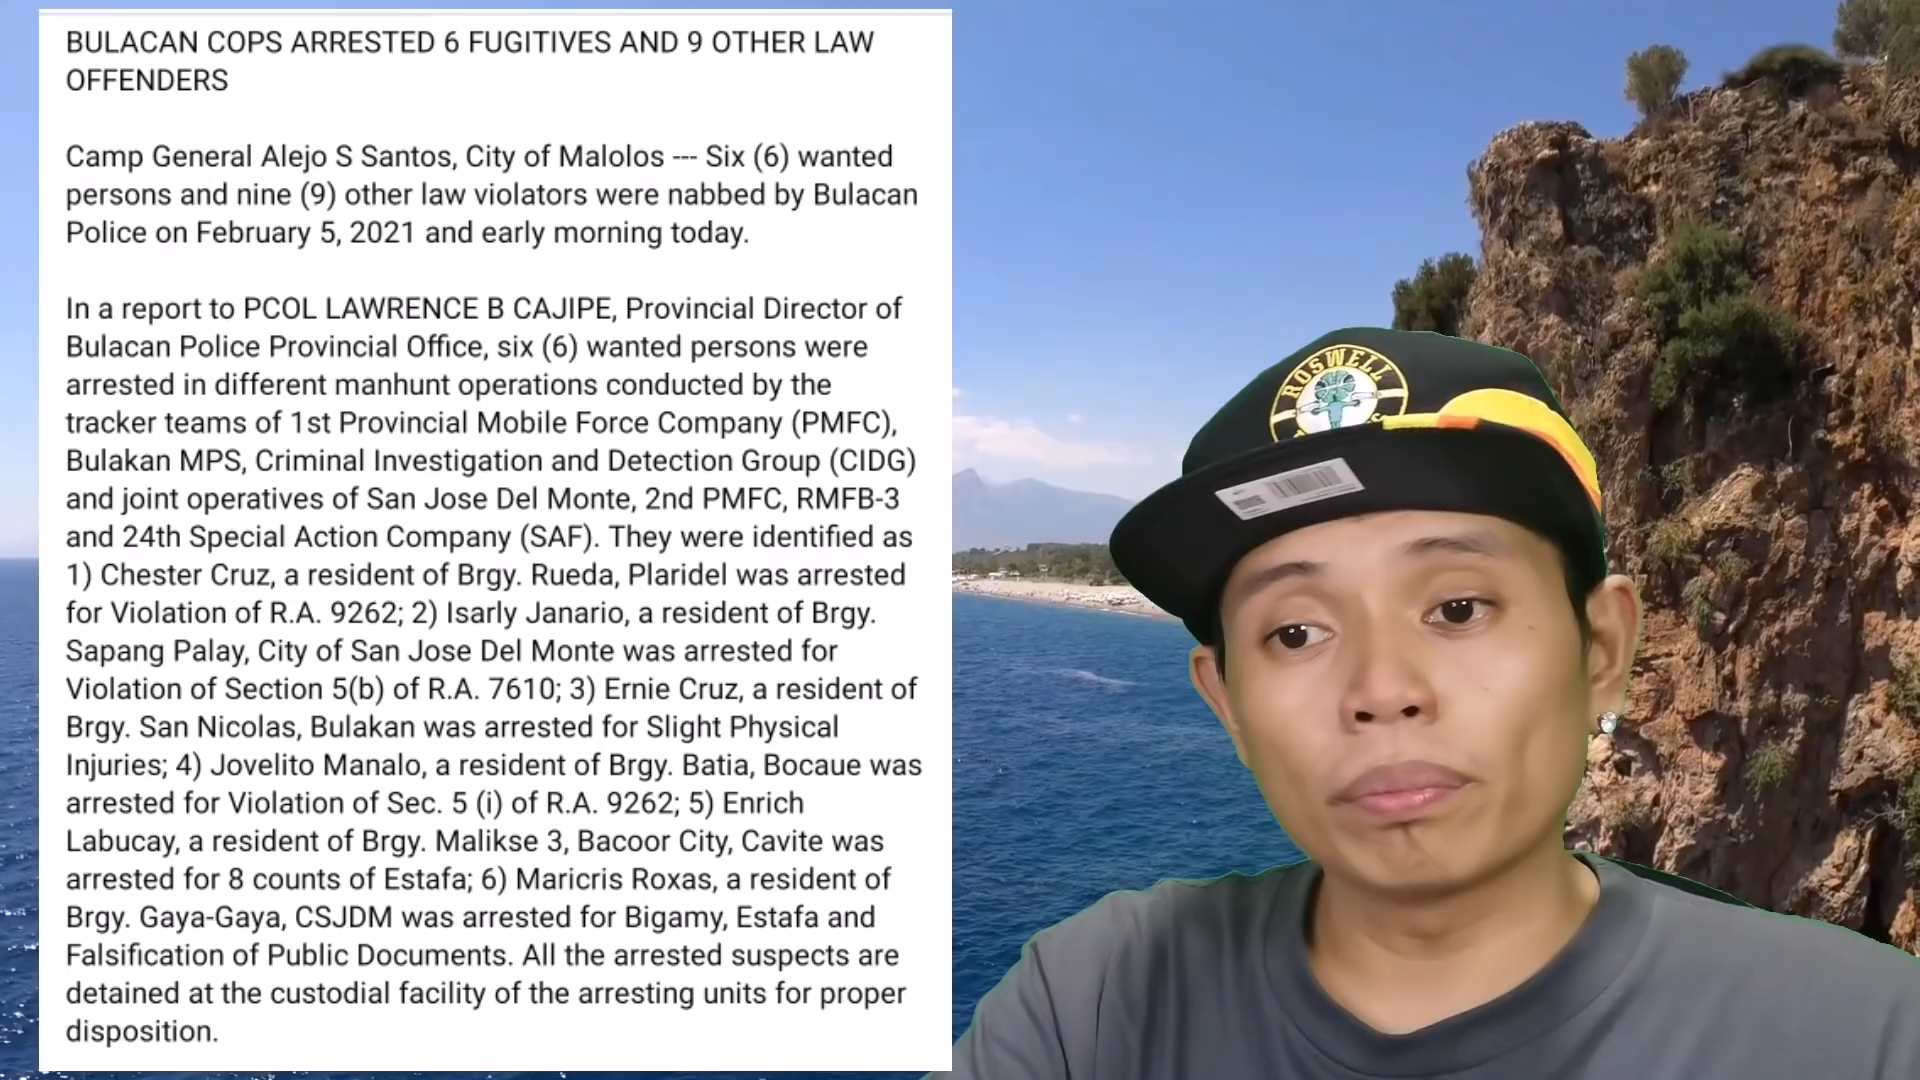 BULACAN COPS ARRESTED 6 FUGITIVES AND 9 OTHER LAW
OFFENDERS
Camp General Alejo S Santos, City of Malolos --- Six (6) wanted
persons and nine (9) other law violators were nabbed by Bulacan
Police on February 5, 2021 and early morning today.
In a report to PCOL LAWRENCE B CAJIPE, Provincial Director of
Bulacan Police Provincial Office, six (6) wanted persons were
arrested in different manhunt operations conducted by the
tracker teams of 1st Provincial Mobile Force Company (PMFC),
Bulakan MPS, Criminal Investigation and Detection Group (CIDG)
and joint operatives of San Jose Del Monte, 2nd PMFC, RMFB-3
and 24th Special Action Company (SAF). They were identified as
1) Chester Cruz, a resident of Brgy. Rueda, Plaridel was arrested
for Violation of R.A. 9262; 2) Isarly Janario, a resident of Brgy.
Sapang Palay, City of San Jose Del Monte was arrested for
Violation of Section 5(b) of R.A. 7610; 3) Ernie Cruz, a resident of
Brgy. San Nicolas, Bulakan was arrested for Slight Physical
Injuries; 4) Jovelito Manalo, a resident of Brgy. Batia, Bocaue was
arrested for Violation of Sec. 5 (i) of R.A. 9262; 5) Enrich
Labucay, a resident of Brgy. Malikse 3, Bacoor City, Cavite was
arrested for 8 counts of Estafa; 6) Maricris Roxas, a resident of
Brgy. Gaya-Gaya, CSJDM was arrested for Bigamy, Estafa and
Falsification of Public Documents. All the arrested suspects are
detained at the custodial facility of the arresting units for proper
disposition.
ROSWELL